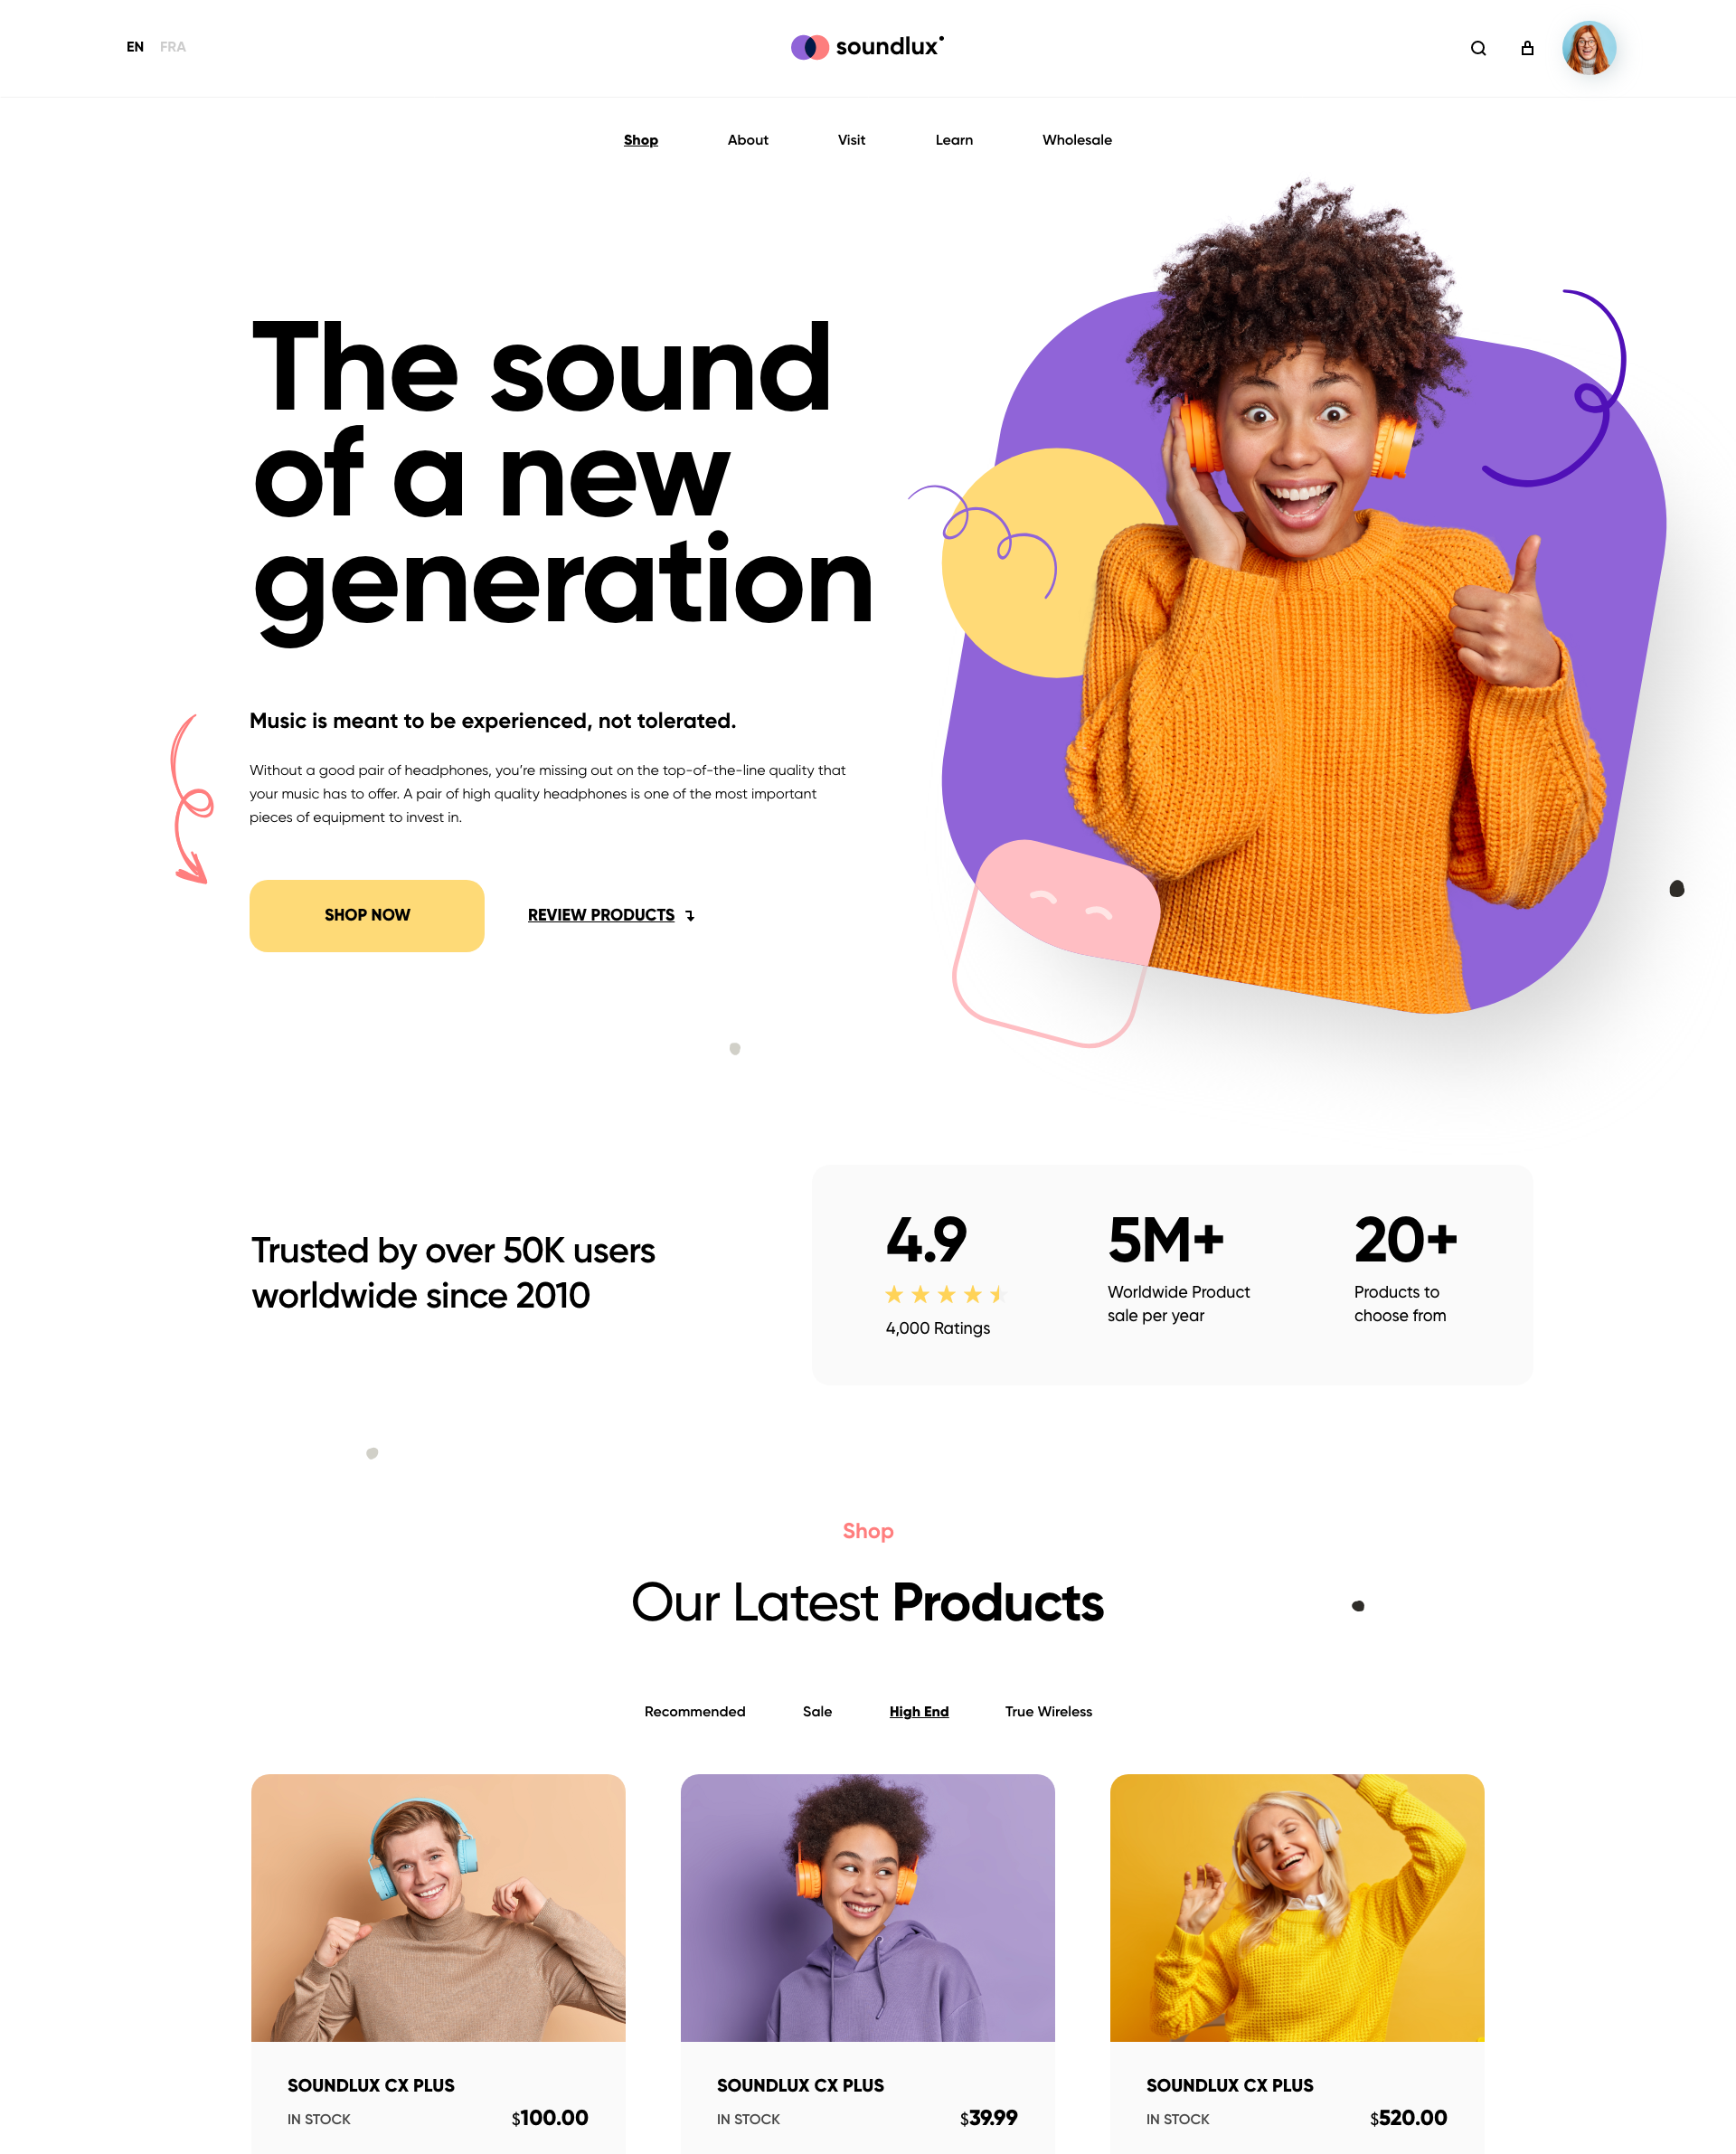 EN FRA
soundlux
Shop About Visit Learn Wholesale
The sound
of a new
generation
Music is meant to be experienced, not tolerated.
Without a good pair of headphones, you’re missing out on the top-of-the-line quality that
your music has to offer. A pair of high quality headphones is one of the most important
pieces of equipment to invest in.
SHOP NOW
REVIEW PRODUCTS
Trusted by over 50K users
worldwide since 2010
4.9
4,000 Ratings
5M+
Worldwide Product
sale per year
20+
Products to
choose from
Shop
Our Latest Products
Recommended Sale High End True Wireless
SOUNDLUX CX PLUS
IN STOCK $100.00
SOUNDLUX CX PLUS
IN STOCK $39.99
SOUNDLUX CX PLUS
IN STOCK $520.00